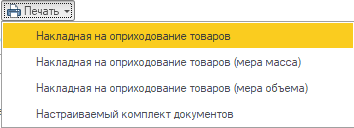 Печать
Накладная на оприходование товаров
Накладная на оприходование товаров (мера масса)
Накладная на оприходование товаров (мера объема)
Настраиваемый комплект документов